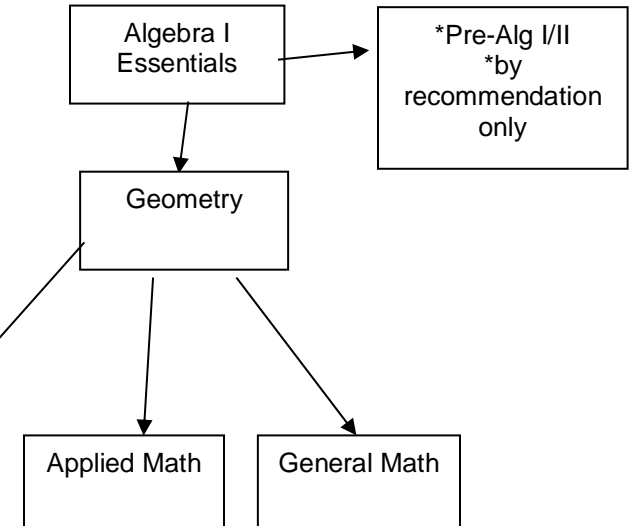 Algebra I
Essentials
*Pre-Alg I/II
*by
recommendation
only
Geometry
Applied Math
General Math